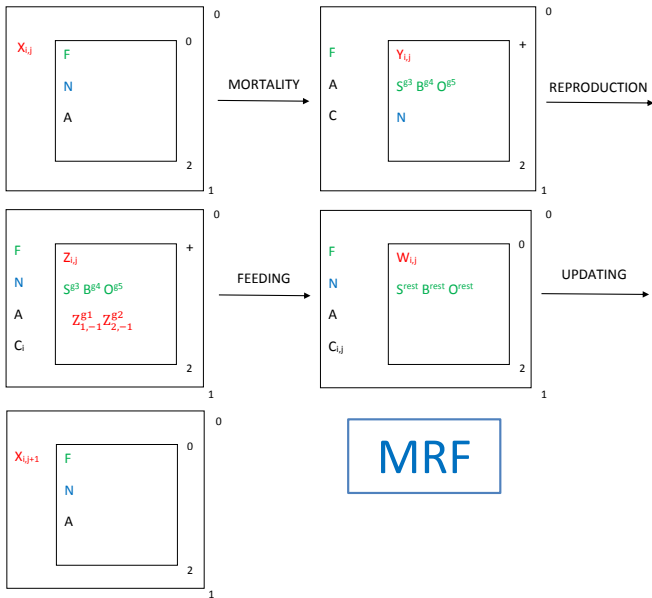 0
X_{i,j}
0
F
N
A
2
1
MORTALITY
0
F
A
C
+
Y_{i,j}
S^{g3} B^{g4} O^{g5}
N
2
1
REPRODUCTION
0
F
N
A
C_i
+
Z_{i,j}
S^{g3} B^{g4} O^{g5}
Z_{1,−1}^{g1} Z_{2,−1}^{g2}
2
1
FEEDING
0
F
N
A
C_{i,j}
0
W_{i,j}
S^{rest} B^{rest} O^{rest}
2
1
UPDATING
0
X_{i,j+1}
0
F
N
A
2
1
MRF